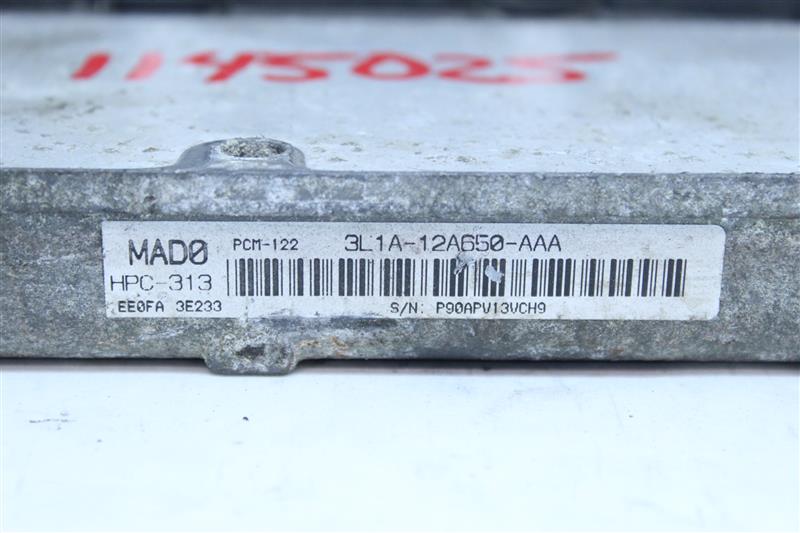 1145025
MAD0 PCM-122 3L1A-12A650-AAA
HPC-313
EE0FA 3E233 S/N: P90APV13VCH9